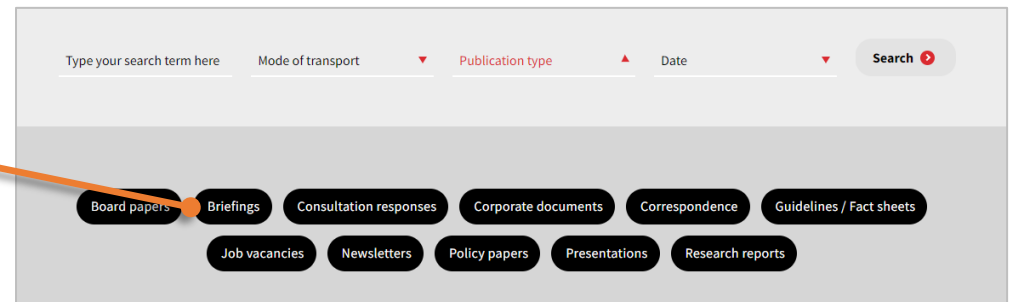 Type your search term here Mode of transport Publication type Date Search
Board papers Briefings Consultation responses Corporate documents Correspondence Guidelines / Fact sheets
Job vacancies Newsletters Policy papers Presentations Research reports